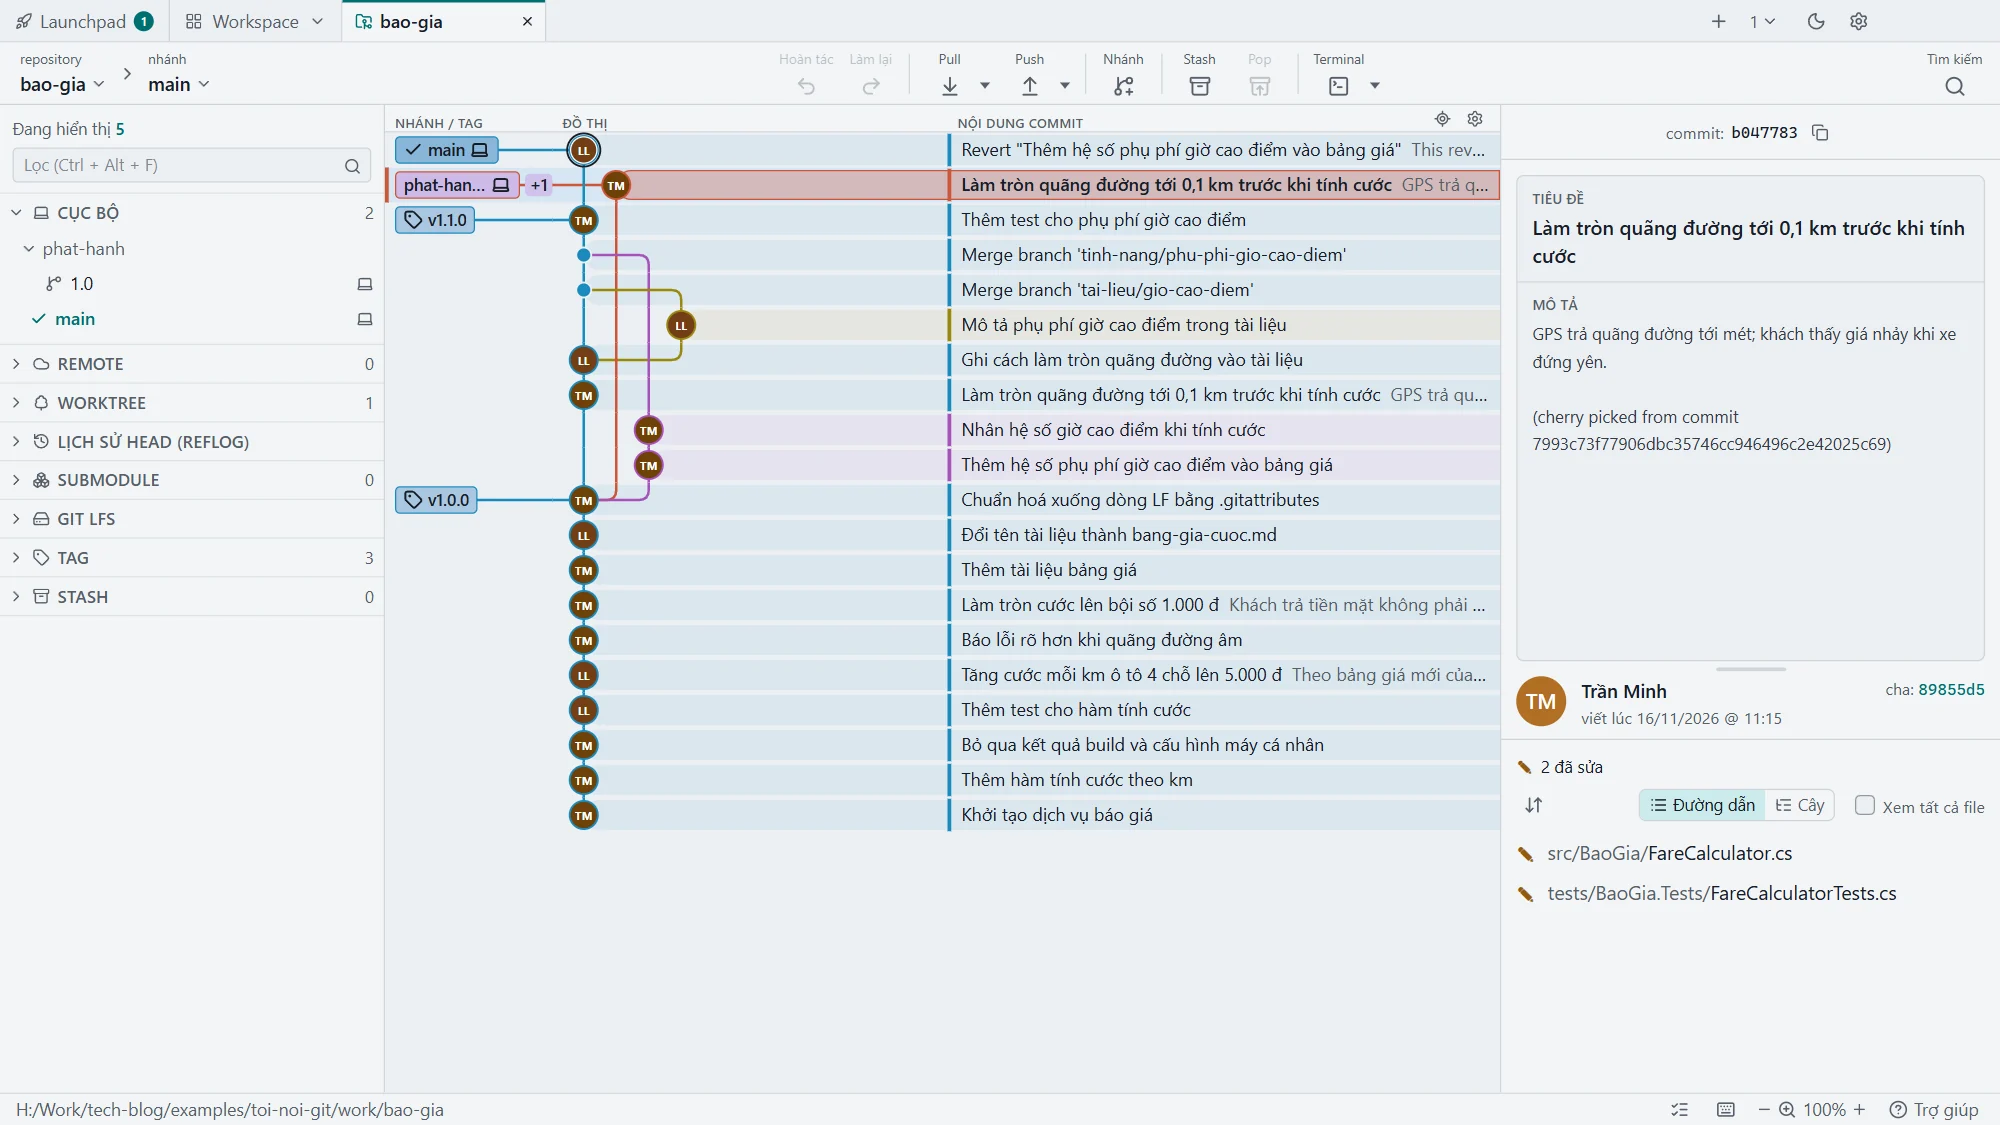 Launchpad 1
Workspace
bao-gia
1
repository
bao-gia
nhánh
main
Hoàn tác
Làm lại
Pull
Push
Nhánh
Stash
Pop
Terminal
Tìm kiếm
Đang hiển thị 5
Lọc (Ctrl + Alt + F)
CỤC BỘ 2
phat-hanh
1.0
main
REMOTE 0
WORKTREE 1
LỊCH SỬ HEAD (REFLOG)
SUBMODULE 0
GIT LFS
TAG 3
STASH 0
NHÁNH / TAG ĐỒ THỊ NỘI DUNG COMMIT
main LL Revert "Thêm hệ số phụ phí giờ cao điểm vào bảng giá" This rev...
phat-han... +1 TM Làm tròn quãng đường tới 0,1 km trước khi tính cước GPS trả q...
v1.1.0 TM Thêm test cho phụ phí giờ cao điểm
Merge branch 'tinh-nang/phu-phi-gio-cao-diem'
Merge branch 'tai-lieu/gio-cao-diem'
LL Mô tả phụ phí giờ cao điểm trong tài liệu
LL Ghi cách làm tròn quãng đường vào tài liệu
TM Làm tròn quãng đường tới 0,1 km trước khi tính cước GPS trả qu...
TM Nhân hệ số giờ cao điểm khi tính cước
TM Thêm hệ số phụ phí giờ cao điểm vào bảng giá
v1.0.0 TM Chuẩn hoá xuống dòng LF bằng .gitattributes
LL Đổi tên tài liệu thành bang-gia-cuoc.md
TM Thêm tài liệu bảng giá
TM Làm tròn cước lên bội số 1.000 đ Khách trả tiền mặt không phải ...
TM Báo lỗi rõ hơn khi quãng đường âm
LL Tăng cước mỗi km ô tô 4 chỗ lên 5.000 đ Theo bảng giá mới của...
LL Thêm test cho hàm tính cước
TM Bỏ qua kết quả build và cấu hình máy cá nhân
TM Thêm hàm tính cước theo km
TM Khởi tạo dịch vụ báo giá
commit: b047783
TIÊU ĐỀ
Làm tròn quãng đường tới 0,1 km trước khi tính
cước
MÔ TẢ
GPS trả quãng đường tới mét; khách thấy giá nhảy khi xe
đứng yên.
(cherry picked from commit
7993c73f77906dbc35746cc946496c2e42025c69)
TM
Trần Minh
cha: 89855d5
viết lúc 16/11/2026 @ 11:15
2 đã sửa
Đường dẫn
Cây
Xem tất cả file
src/BaoGia/FareCalculator.cs
tests/BaoGia.Tests/FareCalculatorTests.cs
H:/Work/tech-blog/examples/toi-noi-git/work/bao-gia
100%
Trợ giúp